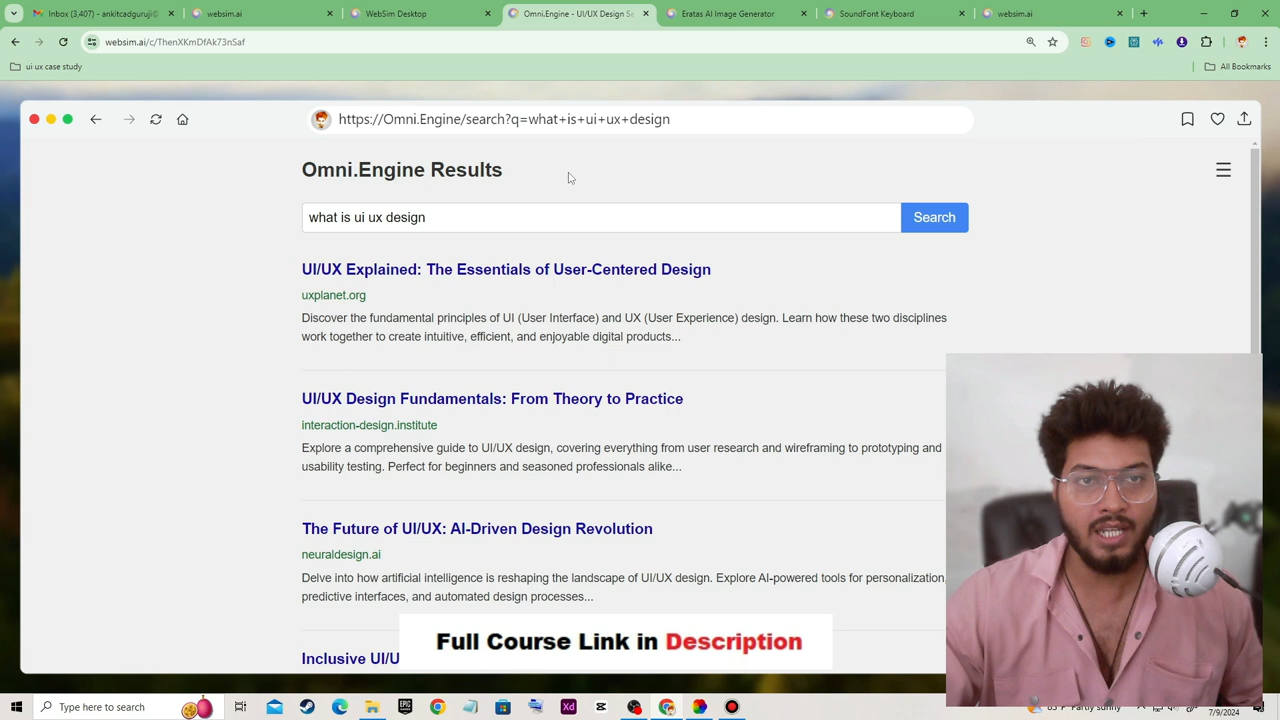 Inbox (3,407) - ankitcadguruji@
websim.ai
WebSim Desktop
Omni.Engine - UI/UX Design Se
Eratas AI Image Generator
SoundFont Keyboard
websim.ai
websim.ai/c/ThenXKmDfAk73nSaf
ui ux case study
All Bookmarks
https://Omni.Engine/search?q=what+is+ui+ux+design
Omni.Engine Results
what is ui ux design
Search
UI/UX Explained: The Essentials of User-Centered Design
uxplanet.org
Discover the fundamental principles of UI (User Interface) and UX (User Experience) design. Learn how these two disciplines
work together to create intuitive, efficient, and enjoyable digital products...
UI/UX Design Fundamentals: From Theory to Practice
interaction-design.institute
Explore a comprehensive guide to UI/UX design, covering everything from user research and wireframing to prototyping and
usability testing. Perfect for beginners and seasoned professionals alike...
The Future of UI/UX: AI-Driven Design Revolution
neuraldesign.ai
Delve into how artificial intelligence is reshaping the landscape of UI/UX design. Explore AI-powered tools for personalization,
predictive interfaces, and automated design processes...
Inclusive UI/U
Full Course Link in Description
Type here to search
EPIC
Xd
Partly sunny
7/9/2024